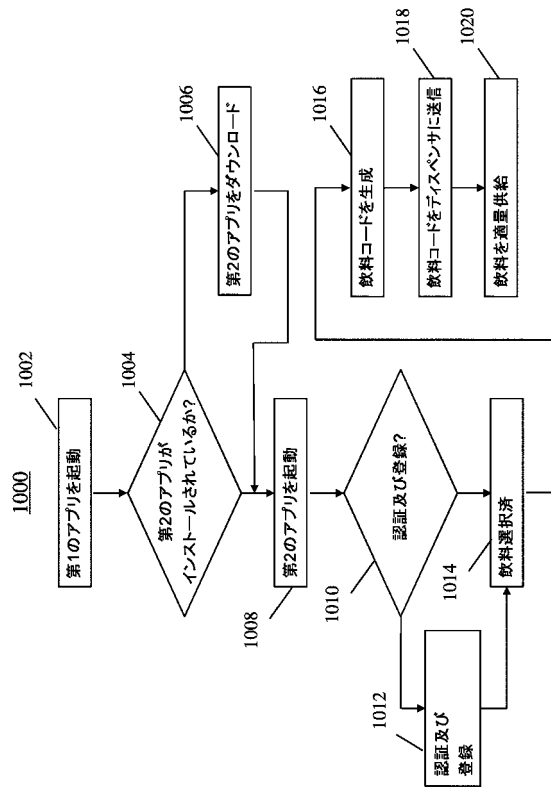 1000
1002
第1のアプリを起動
1004
第2のアプリが
インストールされているか?
1006
第2のアプリをダウンロード
第2のアプリを起動
1008
認証及び登録?
1010
1012
認証及び
登録
1014
飲料選択済
飲料コードを生成
1016
飲料コードをディスペンサに送信
1018
飲料を適量供給
1020